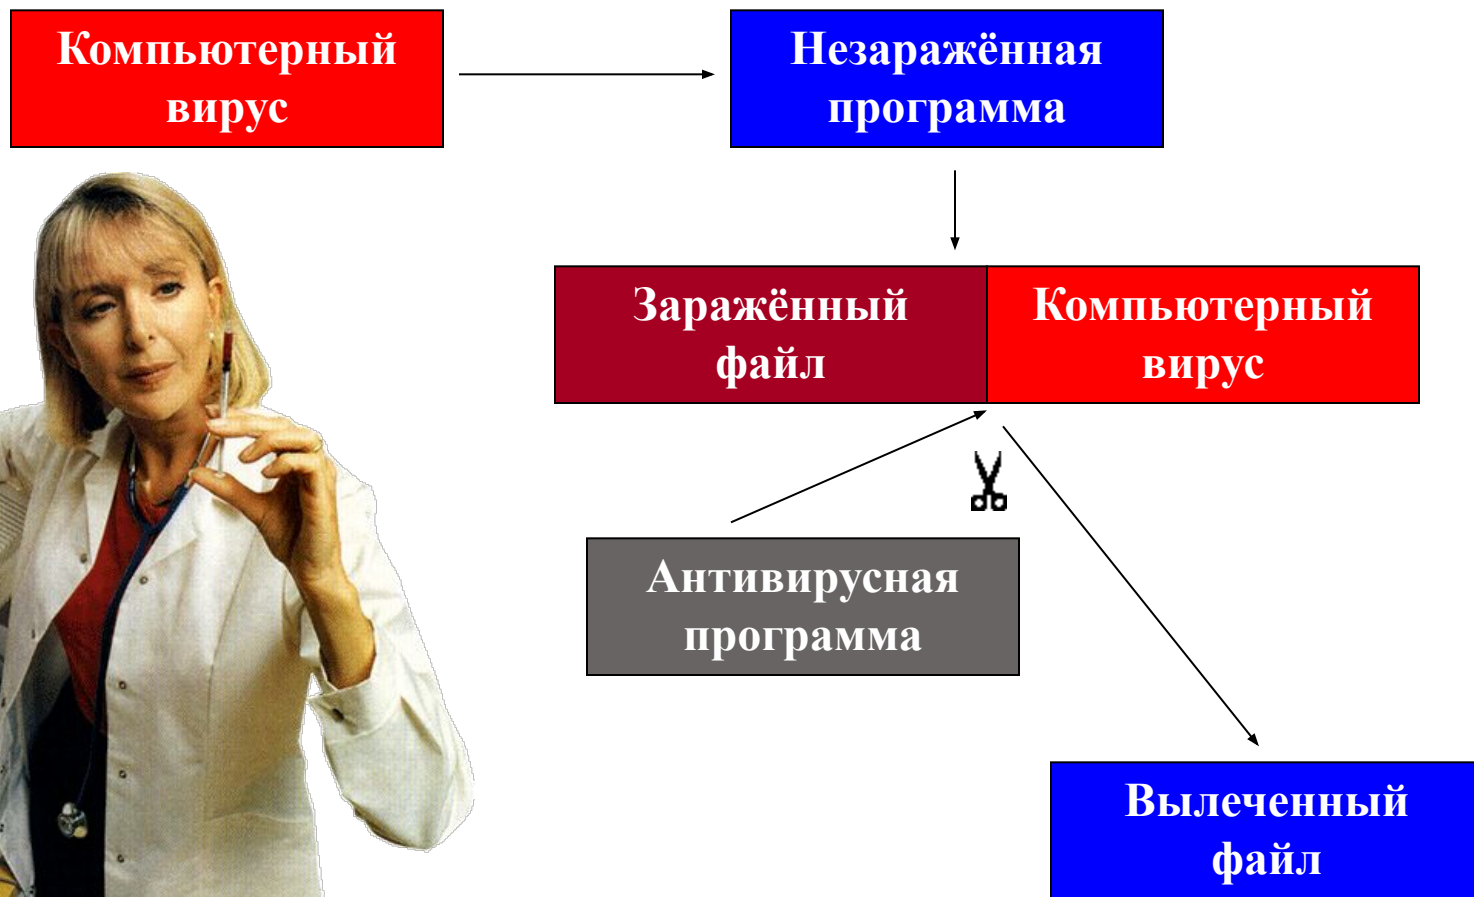 Компьютерный
вирус
Незаражённая
программа
Заражённый
файл
Компьютерный
вирус
Антивирусная
программа
Вылеченный
файл